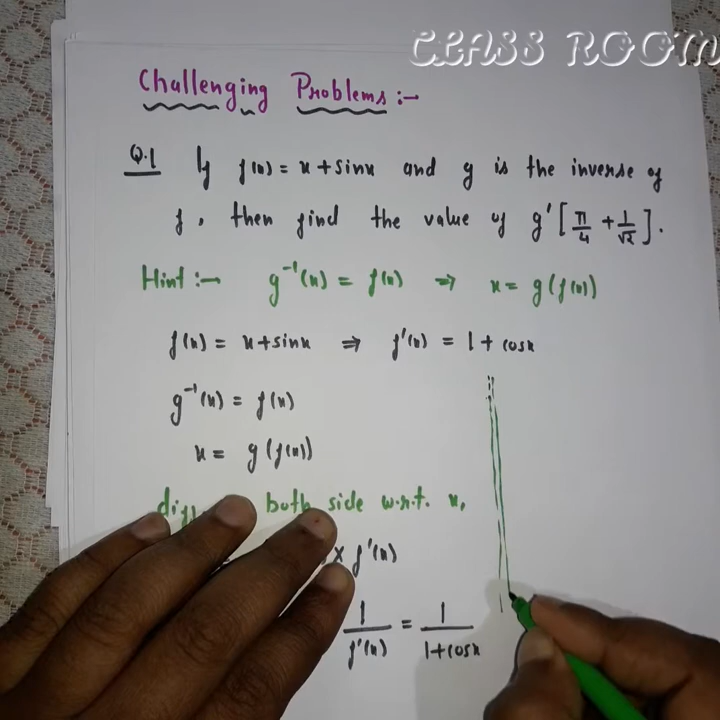 CLASS ROOM
Challenging Problems :-
Q.1 If f(x) = x + sinx and g is the inverse of
f, then find the value of g' [π/4 + 1/√2].
Hint :- g⁻¹(x) = f(x) ⇒ x = g(f(x))
f(x) = x + sinx ⇒ f'(x) = 1 + cosx
g⁻¹(x) = f(x)
x = g(f(x))
both side w.r.t. x,
× f'(x)
1/f'(x) = 1/1+cosx